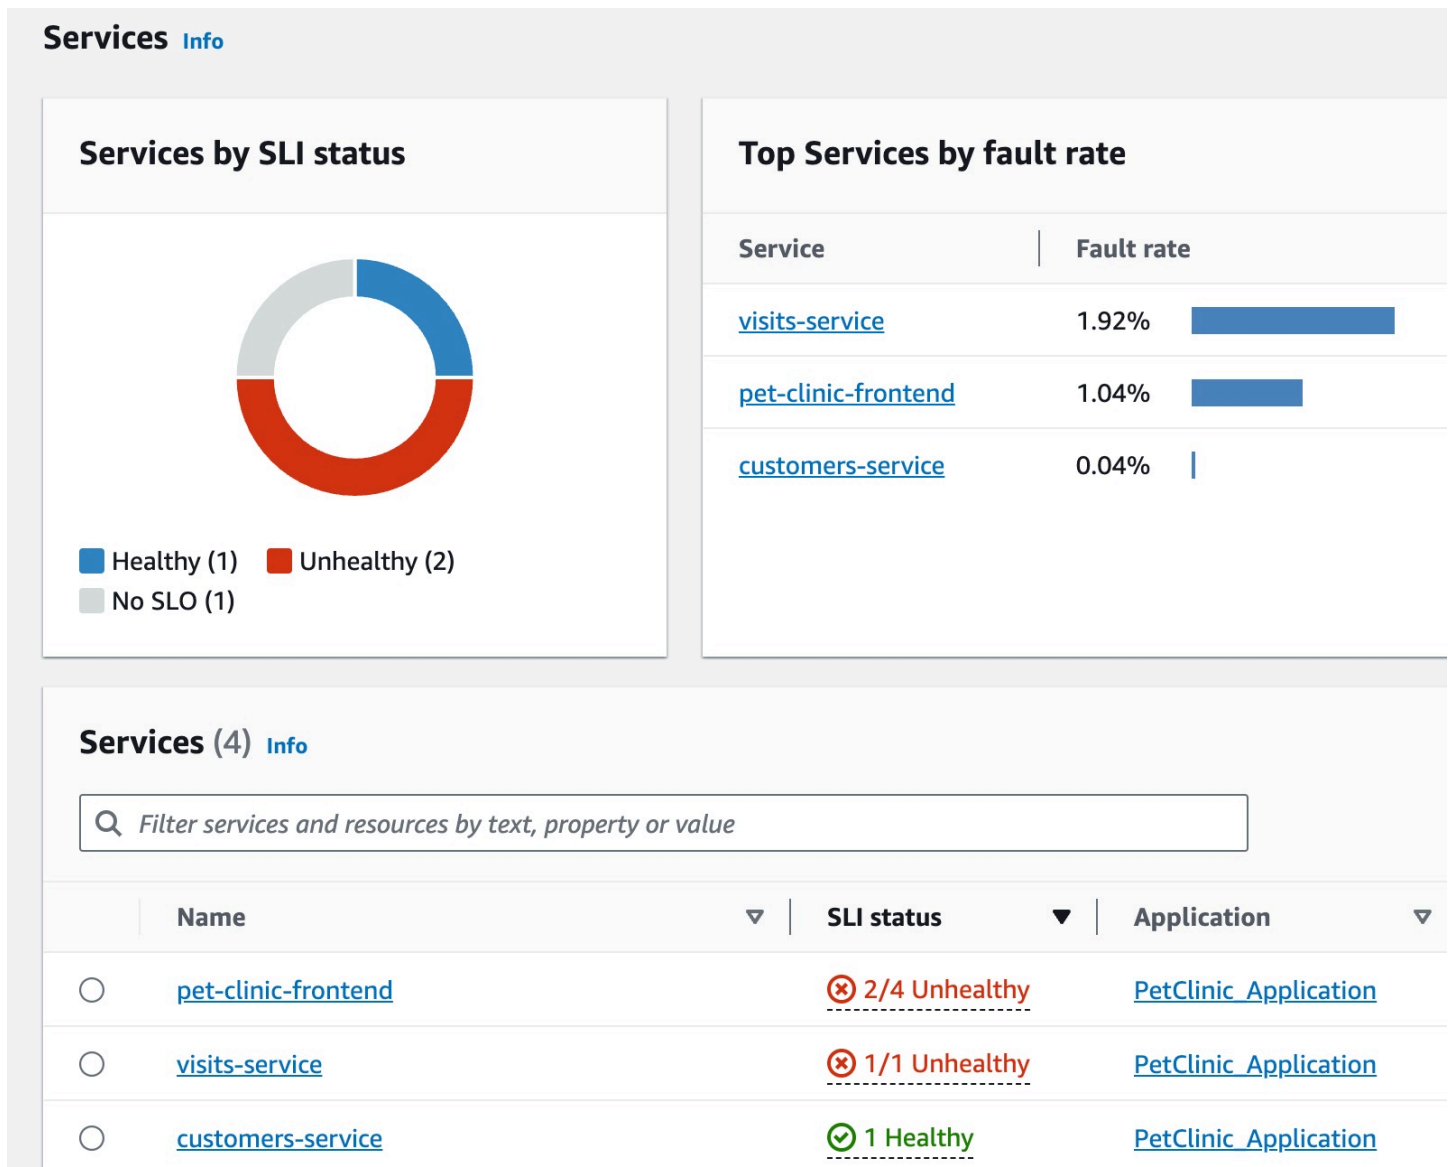 Services Info
Services by SLI status
Healthy (1) Unhealthy (2)
No SLO (1)
Top Services by fault rate
Service Fault rate
visits-service 1.92%
pet-clinic-frontend 1.04%
customers-service 0.04%
Services (4) Info
Filter services and resources by text, property or value
Name SLI status Application
pet-clinic-frontend 2/4 Unhealthy PetClinic_Application
visits-service 1/1 Unhealthy PetClinic_Application
customers-service 1 Healthy PetClinic_Application